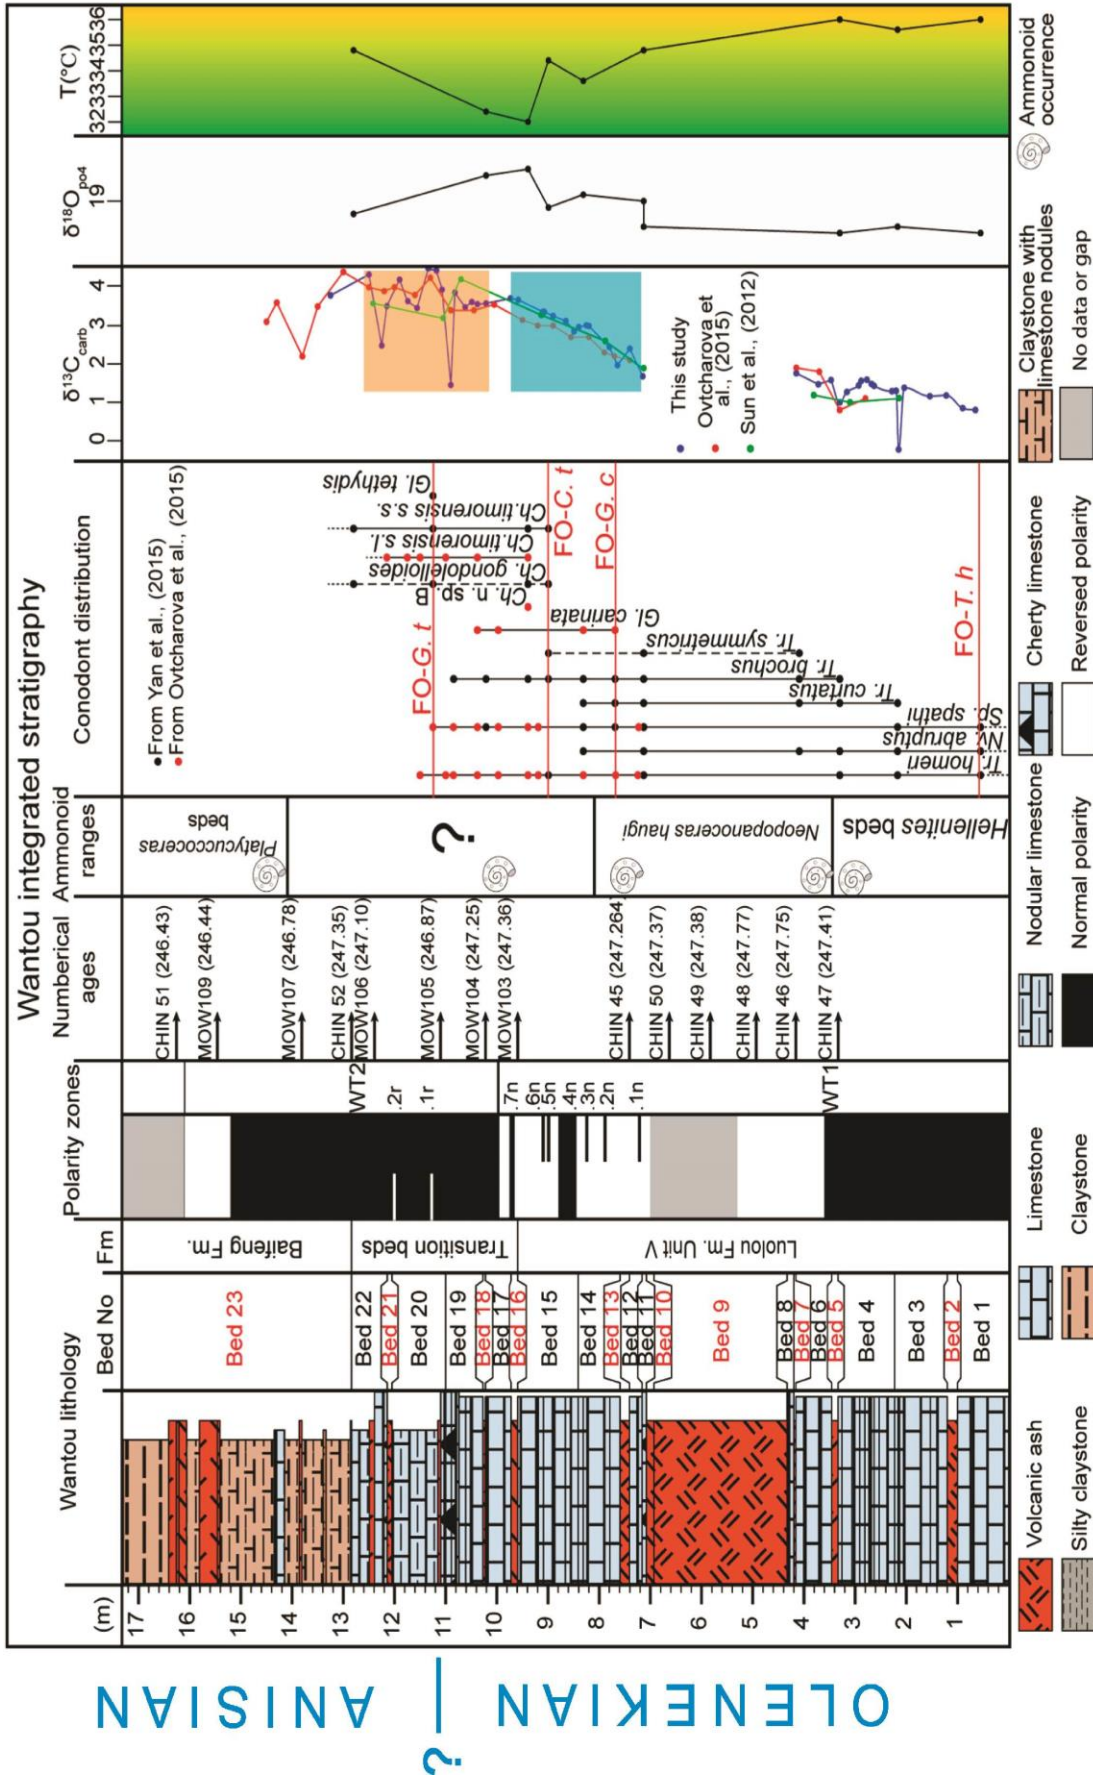 Wantou integrated stratigraphy
Wantou lithology
(m)
Bed No
Fm
Polarity zones
Numberical
ages
Ammonoid
ranges
Conodont distribution
δ¹³Ccarb
0 1 2 3 4
δ¹⁸Opo4
19
T(°C)
3233343536
17
16
15
14
13
12
11
10
9
8
7
6
5
4
3
2
1
Bed 23
Bed 22
Bed 21
Bed 20
Bed 19
Bed 18
Bed 17
Bed 16
Bed 15
Bed 14
Bed 13
Bed 12
Bed 11
Bed 10
Bed 9
Bed 8
Bed 7
Bed 6
Bed 5
Bed 4
Bed 3
Bed 2
Bed 1
Baifeng Fm.
Transition beds
Luolou Fm. Unit V
WT2
.2r
.1r
.7n
.6n
.5n
.4n
.3n
.2n
.1n
WT1
CHIN 51 (246.43)
MOW109 (246.44)
MOW107 (246.78)
CHIN 52 (247.35)
MOW106 (247.10)
MOW105 (246.87)
MOW104 (247.25)
MOW103 (247.36)
CHIN 45 (247.264)
CHIN 50 (247.37)
CHIN 49 (247.38)
CHIN 48 (247.77)
CHIN 46 (247.75)
CHIN 47 (247.41)
Platycuccoceras
beds
?
Neopopanoceras haugi
Hellenites beds
From Yan et al., (2015)
From Ovtcharova et al., (2015)
Gl. tethydis
Ch.timorensis s.s.
Ch.timorensis s.l.
Ch. gondolelloides
Ch. n. sp. B
Gl. carinata
Tr. symmetricus
Tr. brochus
Tr. curtatus
Sp. spathi
Nv. abruptus
Tr. homeri
FO-G. t
FO-C. t
FO-G. c
FO-T. h
This study
Ovtcharova et
al., (2015)
Sun et al., (2012)
ANISIAN
?
OLENEKIAN
Volcanic ash
Limestone
Nodular limestone
Cherty limestone
Claystone with
limestone nodules
Ammonoid
occurrence
Silty claystone
Claystone
Normal polarity
Reversed polarity
No data or gap